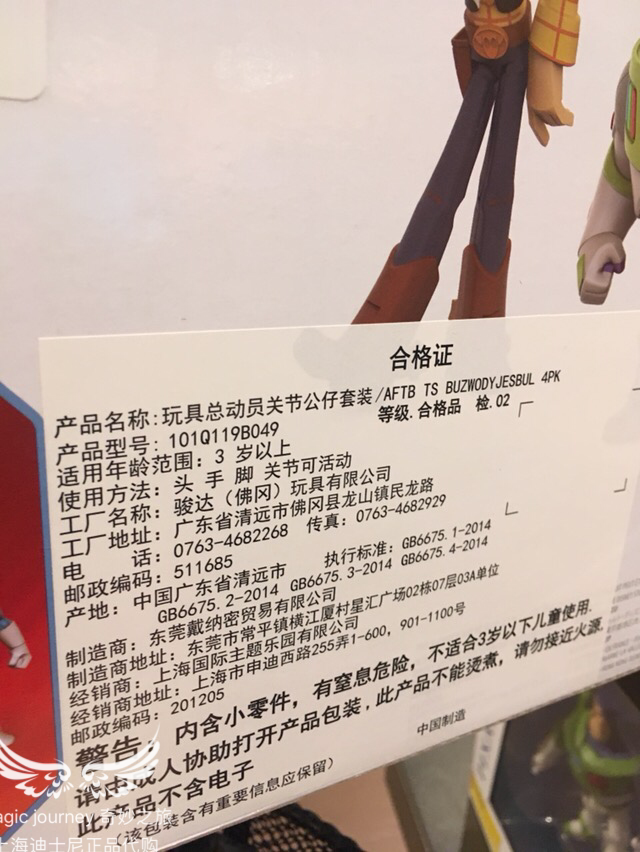 合格证
产品名称:玩具总动员关节公仔套装/AFTB TS BUZWODYJESBUL 4PK
产品型号: 101Q119B049
等级.合格品 检.02
适用年龄范围: 3 岁以上
使用方法: 头 手 脚 关节可活动
工厂名称: 骏达（佛冈）玩具有限公司
工厂地址: 广东省清远市佛冈县龙山镇民龙路
电 话: 0763-4682268 传真: 0763-4682929
邮政编码: 511685
产地: 中国广东省清远市
执行标准: GB6675.1-2014
GB6675.2-2014 GB6675.3-2014 GB6675.4-2014
制造商: 东莞戴纳密贸易有限公司
制造商地址: 东莞市常平镇横江厦村星汇广场02栋07层03A单位
经销商: 上海国际主题乐园有限公司
经销商地址: 上海市申迪西路255弄1-600, 901-1100号
邮政编码: 201205
警告: 内含小零件, 有窒息危险, 不适合3岁以下儿童使用.
请由成人协助打开产品包装, 此产品不能烫煮, 请勿接近火源.
此产品不含电子
(该包装含有重要信息应保留)
中国制造
agic journey 奇妙之旅
上海迪士尼正品代购